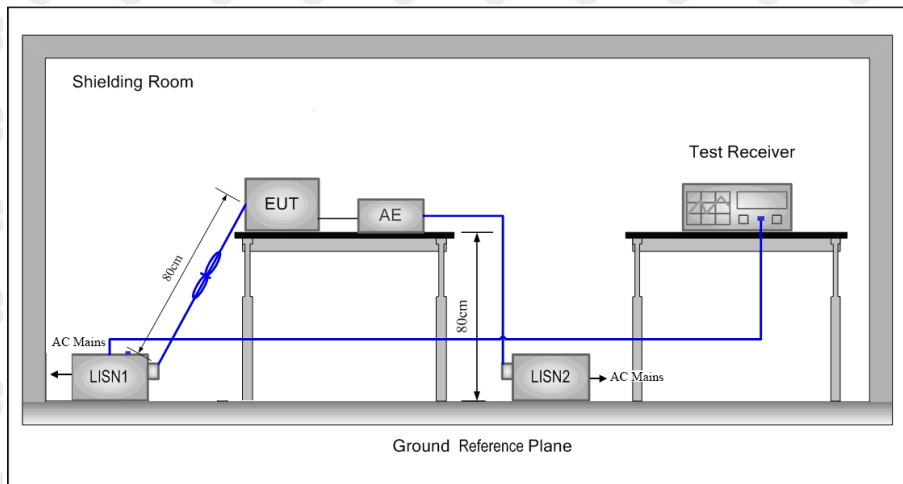 Shielding Room
Test Receiver
EUT
AE
80cm
80cm
AC Mains
LISN1
LISN2
AC Mains
Ground Reference Plane